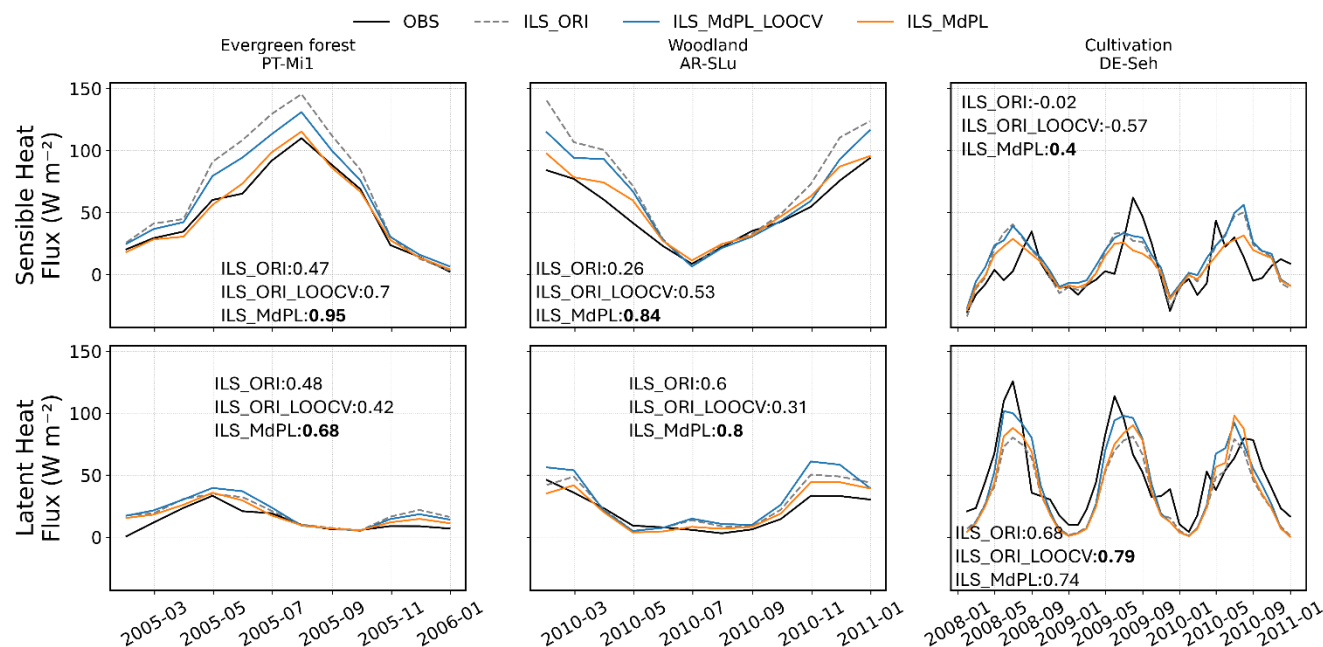 OBS ILS_ORI ILS_MdPL_LOOCV ILS_MdPL
Evergreen forest
PT-Mi1
Woodland
AR-SLu
Cultivation
DE-Seh
Sensible Heat
Flux (W m⁻²)
150
100
50
0
ILS_ORI:0.47
ILS_ORI_LOOCV:0.7
ILS_MdPL:0.95
ILS_ORI:0.26
ILS_ORI_LOOCV:0.53
ILS_MdPL:0.84
ILS_ORI:-0.02
ILS_ORI_LOOCV:-0.57
ILS_MdPL:0.4
Latent Heat
Flux (W m⁻²)
150
100
50
0
ILS_ORI:0.48
ILS_ORI_LOOCV:0.42
ILS_MdPL:0.68
ILS_ORI:0.6
ILS_ORI_LOOCV:0.31
ILS_MdPL:0.8
ILS_ORI:0.68
ILS_ORI_LOOCV:0.79
ILS_MdPL:0.74
2005-03 2005-05 2005-07 2005-09 2005-11 2006-01
2010-03 2010-05 2010-07 2010-09 2010-11 2011-01
2008-01 2008-05 2008-09 2009-01 2009-05 2009-09 2010-01 2010-05 2010-09 2011-01